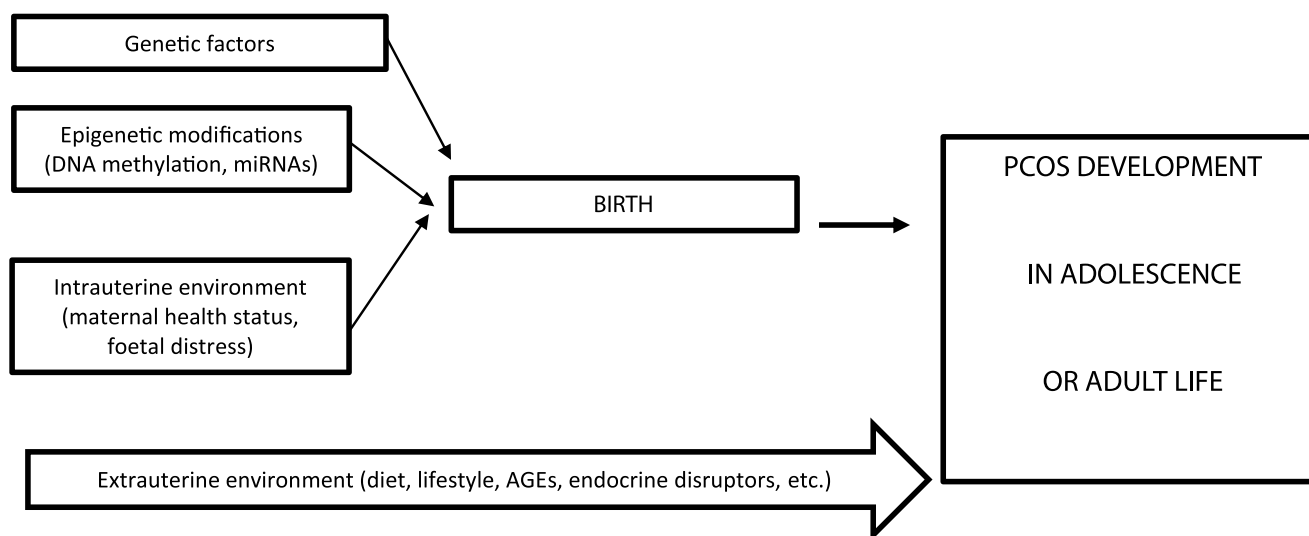 Genetic factors
Epigenetic modifications
(DNA methylation, miRNAs)
BIRTH
Intrauterine environment
(maternal health status,
foetal distress)
PCOS DEVELOPMENT
IN ADOLESCENCE
OR ADULT LIFE
Extrauterine environment (diet, lifestyle, AGEs, endocrine disruptors, etc.)